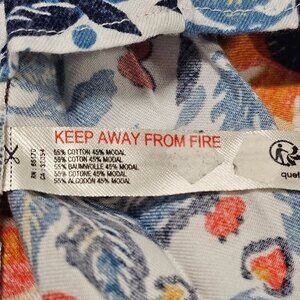 KEEP AWAY FROM FIRE
55% COTTON 45% MODAL
55% COTON 45% MODAL
55% BAUMWOLLE 45% MODAL
55% COTONE 45% MODAL
55% ALGODÓN 45% MODAL